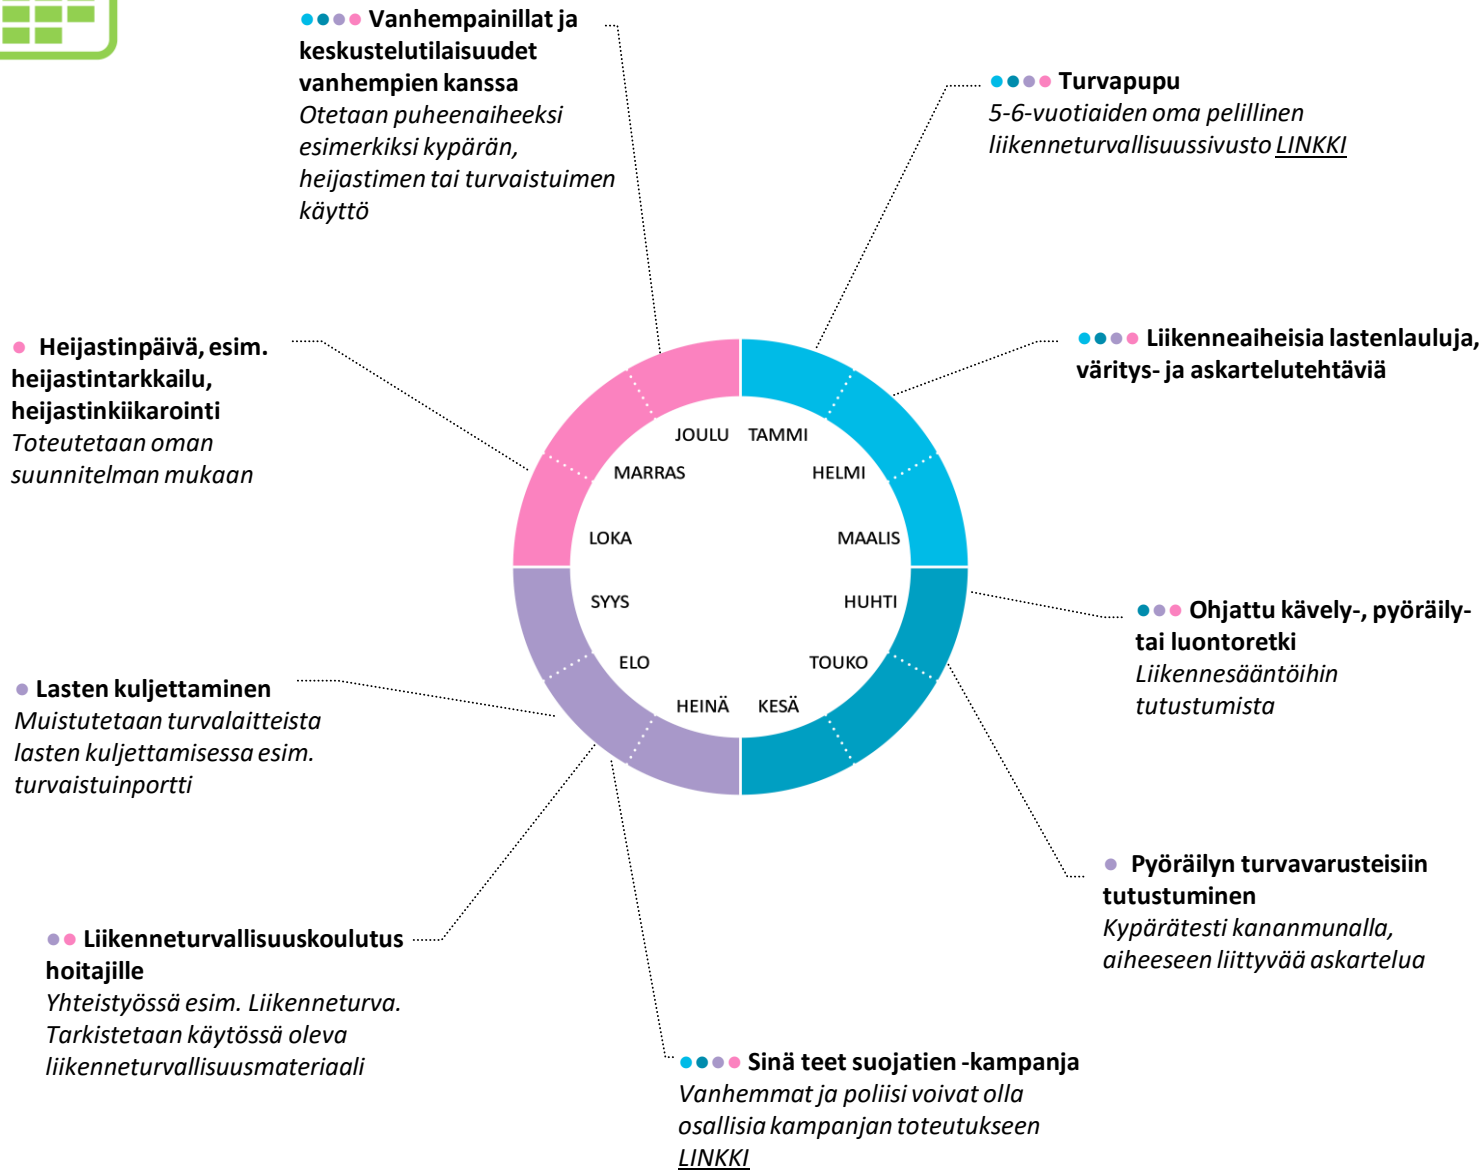 Vanhempainillat ja
keskustelutilaisuudet
vanhempien kanssa
Otetaan puheenaiheeksi
esimerkiksi kypärän,
heijastimen tai turvaistuimen
käyttö
Turvapupu
5-6-vuotiaiden oma pelillinen
liikenneturvallisuussivusto LINKKI
Heijastinpäivä, esim.
heijastintarkkailu,
heijastinkiikarointi
Toteutetaan oman
suunnitelman mukaan
Liikenneaiheisia lastenlauluja,
väritys- ja askartelutehtäviä
JOULU TAMMI
MARRAS HELMI
LOKA MAALIS
SYYS HUHTI
ELO TOUKO
HEINÄ KESÄ
Ohjattu kävely-, pyöräily-
tai luontoretki
Liikennesääntöihin
tutustumista
Lasten kuljettaminen
Muistutetaan turvalaitteista
lasten kuljettamisessa esim.
turvaistuinportti
Pyöräilyn turvavarusteisiin
tutustuminen
Kypärätesti kananmunalla,
aiheeseen liittyvää askartelua
Liikenneturvallisuuskoulutus
hoitajille
Yhteistyössä esim. Liikenneturva.
Tarkistetaan käytössä oleva
liikenneturvallisuusmateriaali
Sinä teet suojatien -kampanja
Vanhemmat ja poliisi voivat olla
osallisia kampanjan toteutukseen
LINKKI